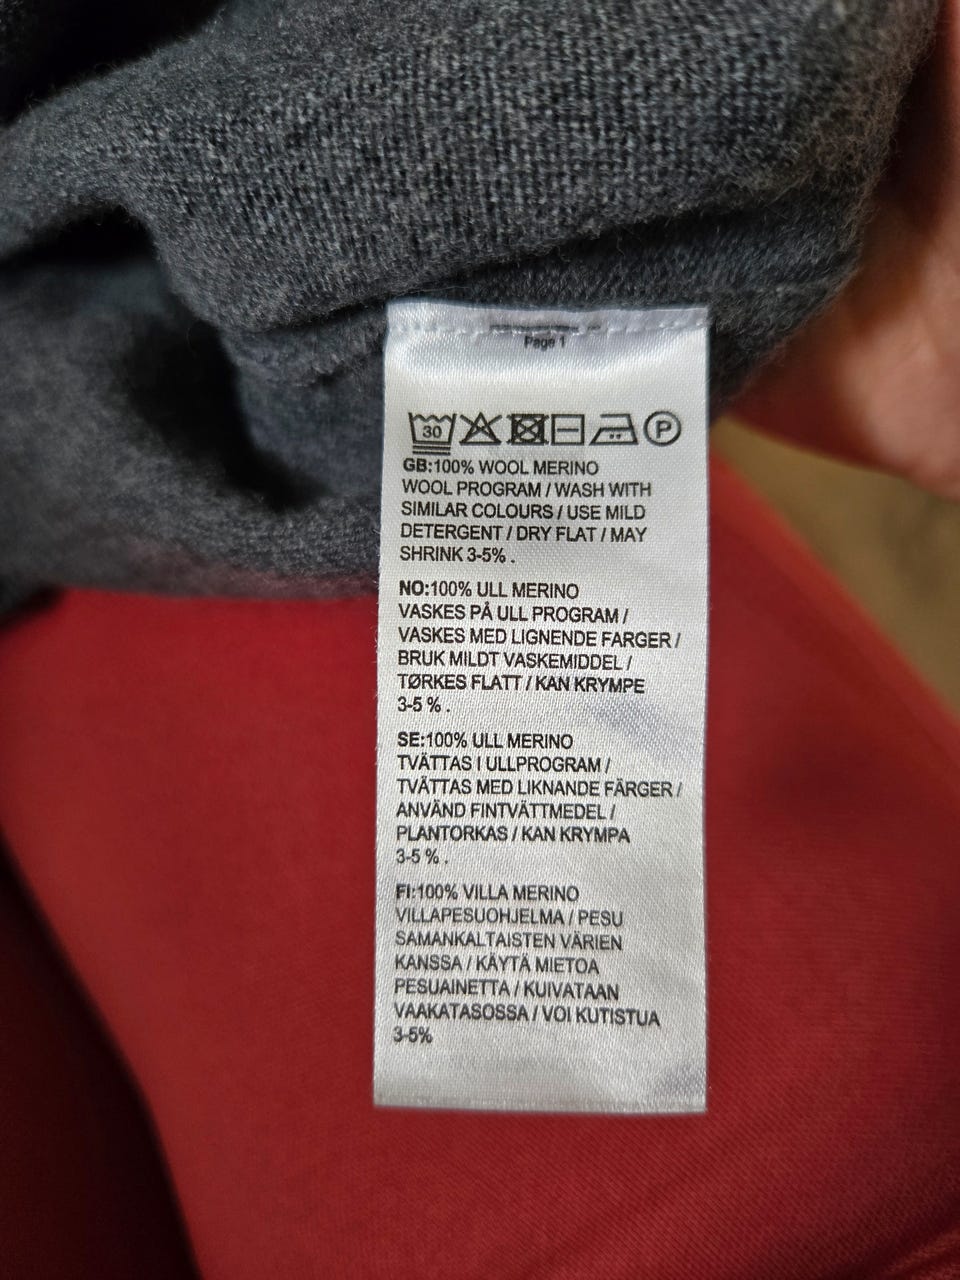 Page 1
30
P
GB:100% WOOL MERINO
WOOL PROGRAM / WASH WITH
SIMILAR COLOURS / USE MILD
DETERGENT / DRY FLAT / MAY
SHRINK 3-5% .
NO:100% ULL MERINO
VASKES PÅ ULL PROGRAM /
VASKES MED LIGNENDE FARGER /
BRUK MILDT VASKEMIDDEL /
TØRKES FLATT / KAN KRYMPE
3-5 % .
SE:100% ULL MERINO
TVÄTTAS I ULLPROGRAM /
TVÄTTAS MED LIKNANDE FÄRGER /
ANVÄND FINTVÄTTMEDEL /
PLANTORKAS / KAN KRYMPA
3-5 % .
FI:100% VILLA MERINO
VILLAPESUOHJELMA / PESU
SAMANKALTAISTEN VÄRIEN
KANSSA / KÄYTÄ MIETOA
PESUAINETTA / KUIVATAAN
VAAKATASOSSA / VOI KUTISTUA
3-5%